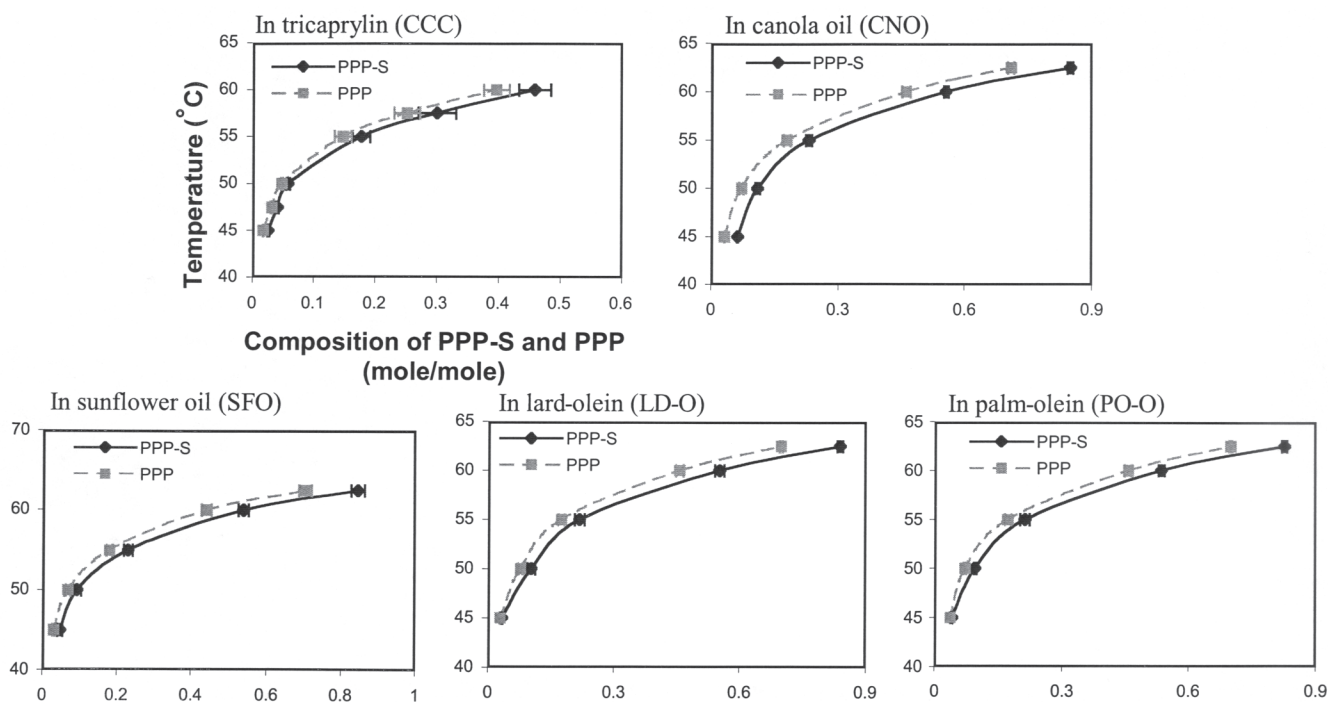 In tricaprylin (CCC)
65
60
55
50
45
40
Temperature (°C)
PPP-S
PPP
0 0.1 0.2 0.3 0.4 0.5 0.6
Composition of PPP-S and PPP
(mole/mole)
In canola oil (CNO)
65
60
55
50
45
40
PPP-S
PPP
0 0.3 0.6 0.9
In sunflower oil (SFO)
70
60
50
40
PPP-S
PPP
0 0.2 0.4 0.6 0.8 1
In lard-olein (LD-O)
65
60
55
50
45
40
PPP-S
PPP
0 0.3 0.6 0.9
In palm-olein (PO-O)
65
60
55
50
45
40
PPP-S
PPP
0 0.3 0.6 0.9